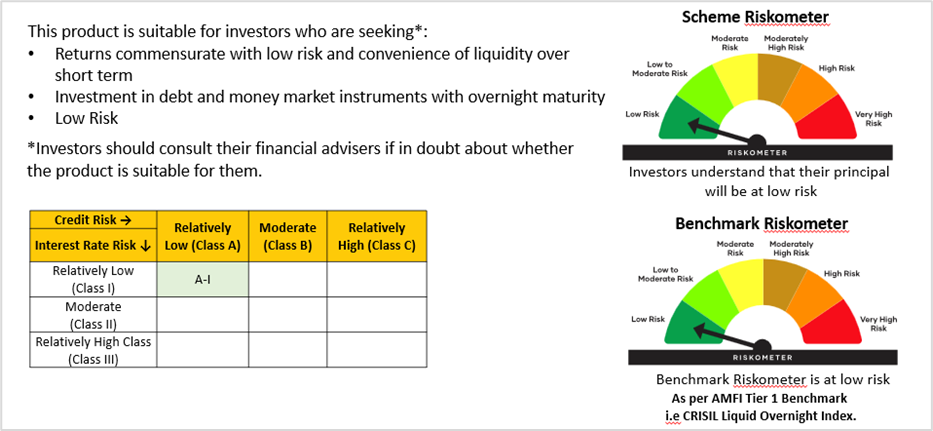 This product is suitable for investors who are seeking*:
• Returns commensurate with low risk and convenience of liquidity over
short term
• Investment in debt and money market instruments with overnight maturity
• Low Risk
*Investors should consult their financial advisers if in doubt about whether
the product is suitable for them.
Credit Risk →
Relatively
Low (Class A)
Moderate
(Class B)
Relatively
High (Class C)
Interest Rate Risk ↓
Relatively Low
(Class I)
A-I
Moderate
(Class II)
Relatively High Class
(Class III)
Scheme Riskometer
Low Risk
Low to
Moderate Risk
Moderate
Risk
Moderately
High Risk
High Risk
Very High
Risk
RISKOMETER
Investors understand that their principal
will be at low risk
Benchmark Riskometer
Low Risk
Low to
Moderate Risk
Moderate
Risk
Moderately
High Risk
High Risk
Very High
Risk
RISKOMETER
Benchmark Riskometer is at low risk
As per AMFI Tier 1 Benchmark
i.e CRISIL Liquid Overnight Index.